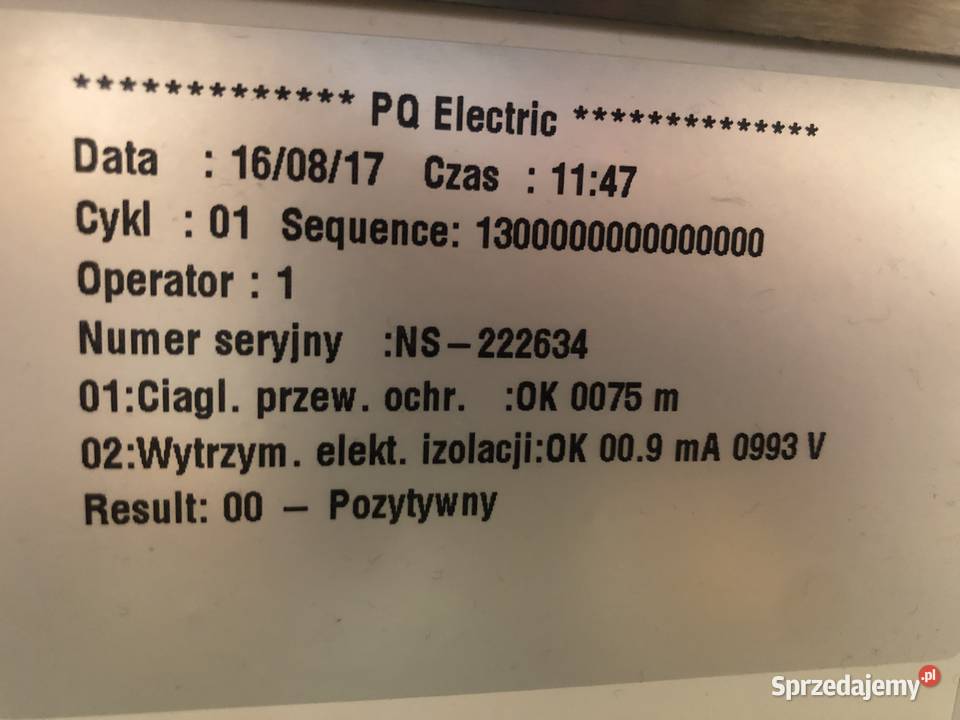 ************* PQ Electric **************
Data : 16/08/17 Czas : 11:47
Cykl : 01 Sequence: 1300000000000000
Operator : 1
Numer seryjny :NS-222634
01:Ciagl. przew. ochr. :OK 0075 m
02:Wytrzym. elekt. izolacji:OK 00.9 mA 0993 V
Result: 00 - Pozytywny
Sprzedajemy.pl